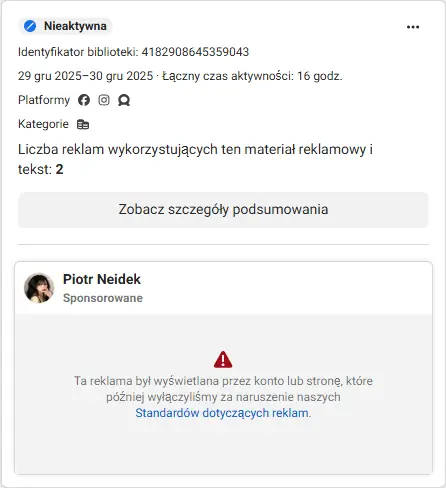 Nieaktywna
Identyfikator biblioteki: 4182908645359043
29 gru 2025–30 gru 2025 · Łączny czas aktywności: 16 godz.
Platformy
Kategorie
Liczba reklam wykorzystujących ten materiał reklamowy i
tekst: 2
Zobacz szczegóły podsumowania
Piotr Neidek
Sponsorowane
Ta reklama był wyświetlana przez konto lub stronę, które
później wyłączyliśmy za naruszenie naszych
Standardów dotyczących reklam.